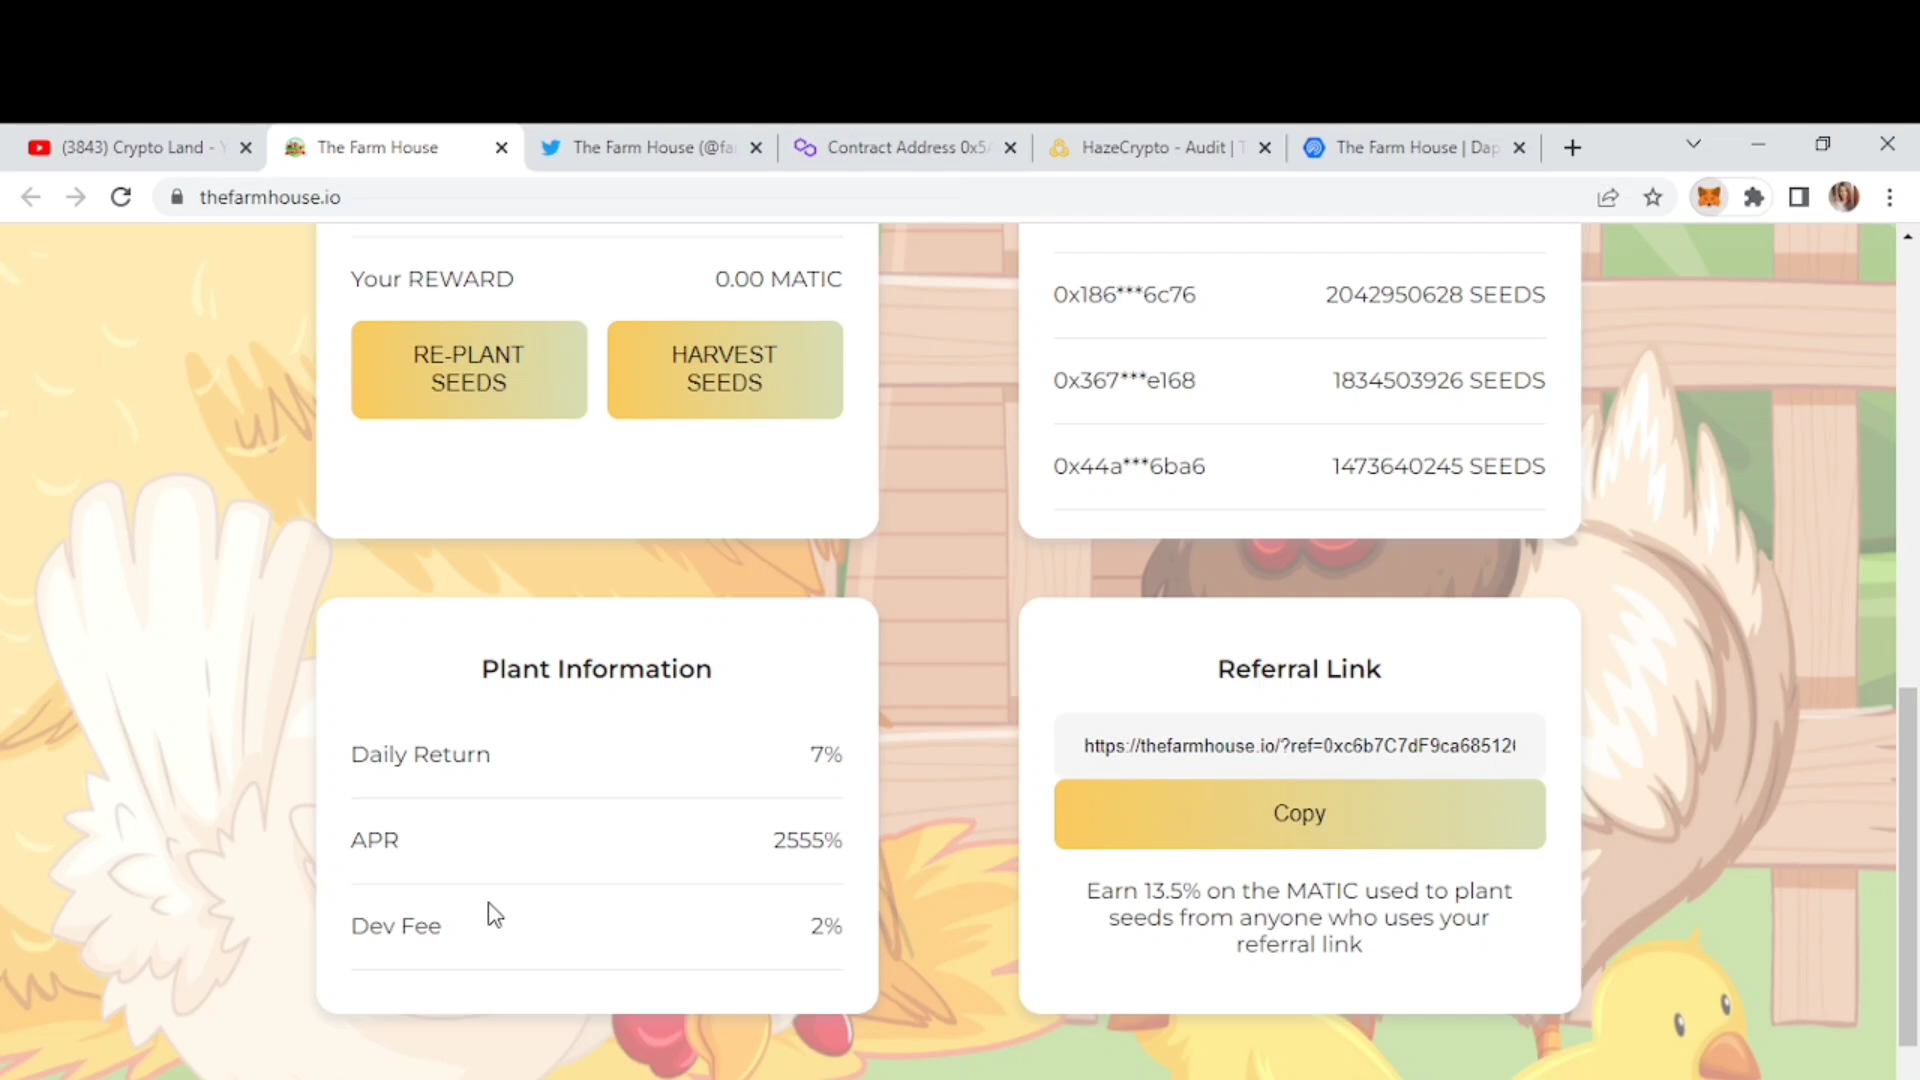 (3843) Crypto Land -
The Farm House
The Farm House (@fa
Contract Address 0x5
HazeCrypto - Audit |
The Farm House | Dap
thefarmhouse.io
Your REWARD 0.00 MATIC
RE-PLANT
SEEDS
HARVEST
SEEDS
0x186***6c76 2042950628 SEEDS
0x367***e168 1834503926 SEEDS
0x44a***6ba6 1473640245 SEEDS
Plant Information
Daily Return 7%
APR 2555%
Dev Fee 2%
Referral Link
https://thefarmhouse.io/?ref=0xc6b7C7dF9ca68512
Copy
Earn 13.5% on the MATIC used to plant
seeds from anyone who uses your
referral link